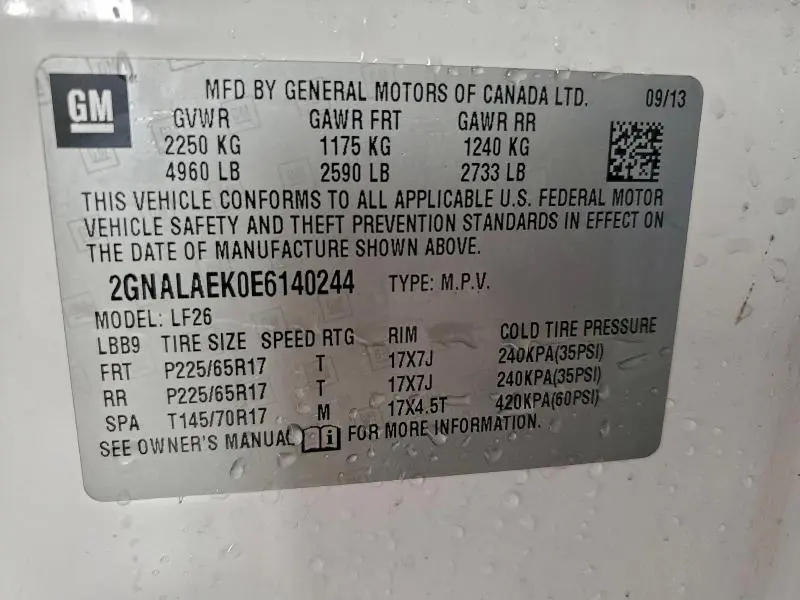 GM
MFD BY GENERAL MOTORS OF CANADA LTD. 09/13
GVWR GAWR FRT GAWR RR
2250 KG 1175 KG 1240 KG
4960 LB 2590 LB 2733 LB
THIS VEHICLE CONFORMS TO ALL APPLICABLE U.S. FEDERAL MOTOR
VEHICLE SAFETY AND THEFT PREVENTION STANDARDS IN EFFECT ON
THE DATE OF MANUFACTURE SHOWN ABOVE.
2GNALAEK0E6140244 TYPE: M.P.V.
MODEL: LF26
LBB9 TIRE SIZE SPEED RTG RIM COLD TIRE PRESSURE
FRT P225/65R17 T 17X7J 240KPA(35PSI)
RR P225/65R17 T 17X7J 240KPA(35PSI)
SPA T145/70R17 M 17X4.5T 420KPA(60PSI)
SEE OWNER'S MANUAL FOR MORE INFORMATION.